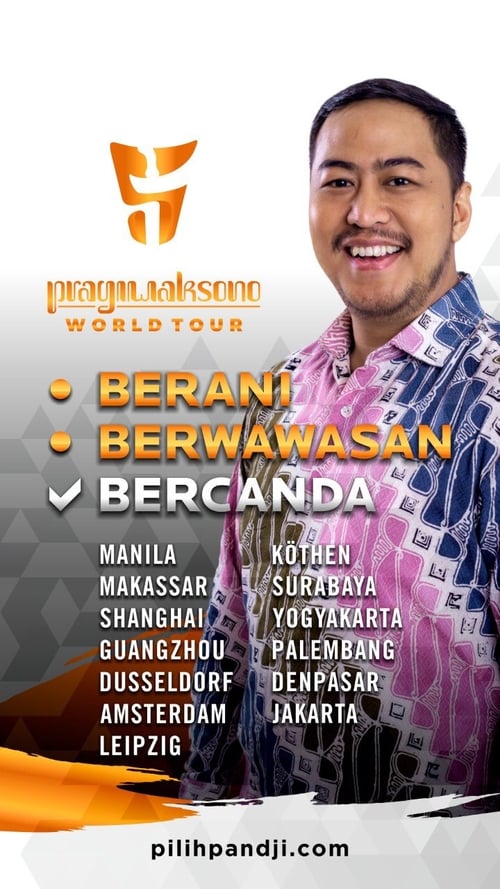 pragiwaksono
WORLD TOUR
• BERANI
• BERWAWASAN
✓ BERCANDA
MANILA
MAKASSAR
SHANGHAI
GUANGZHOU
DUSSELDORF
AMSTERDAM
LEIPZIG
KÖTHEN
SURABAYA
YOGYAKARTA
PALEMBANG
DENPASAR
JAKARTA
pilihpandji.com